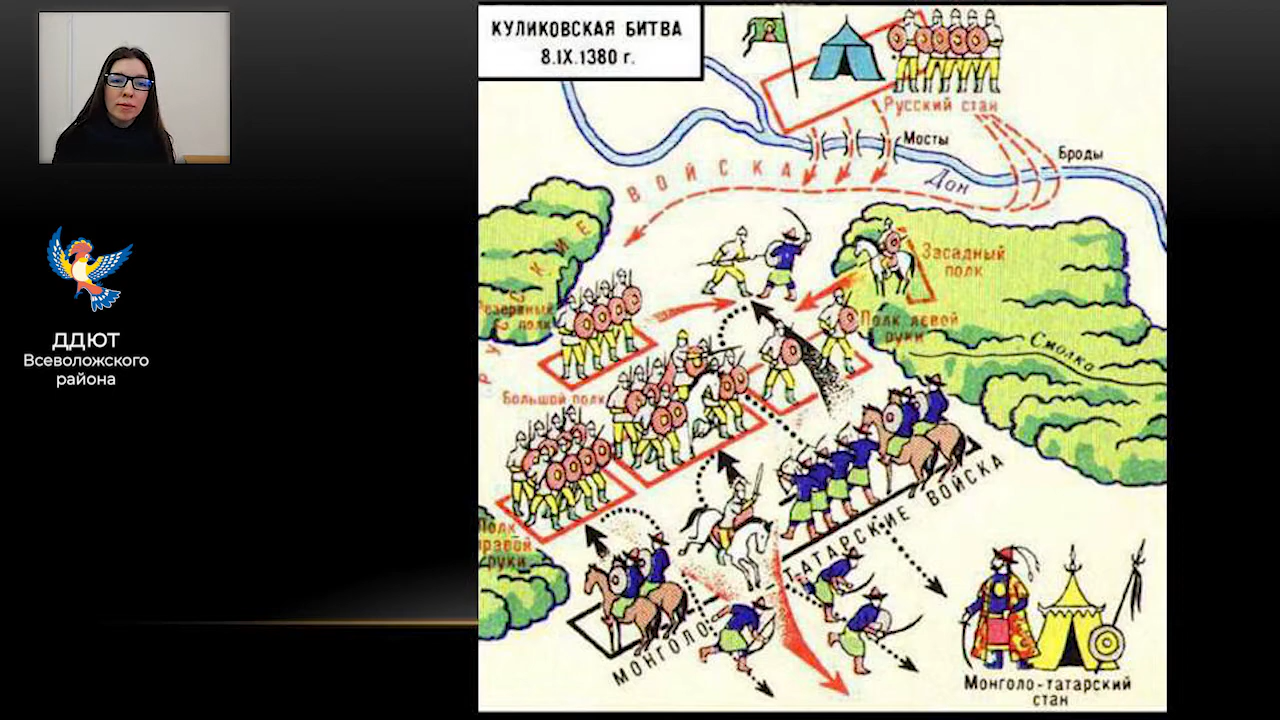 КУЛИКОВСКАЯ БИТВА
8.IX.1380 г.
Русский стан
Мосты
Броды
Дон
РУССКИЕ ВОЙСКА
Засадный
полк
Резервный
полк
Полк левой
руки
Смолка
Большой полк
Полк
правой
руки
МОНГОЛО-ТАТАРСКИЕ ВОЙСКА
Монголо-татарский
стан
ДДЮТ
Всеволожского
района